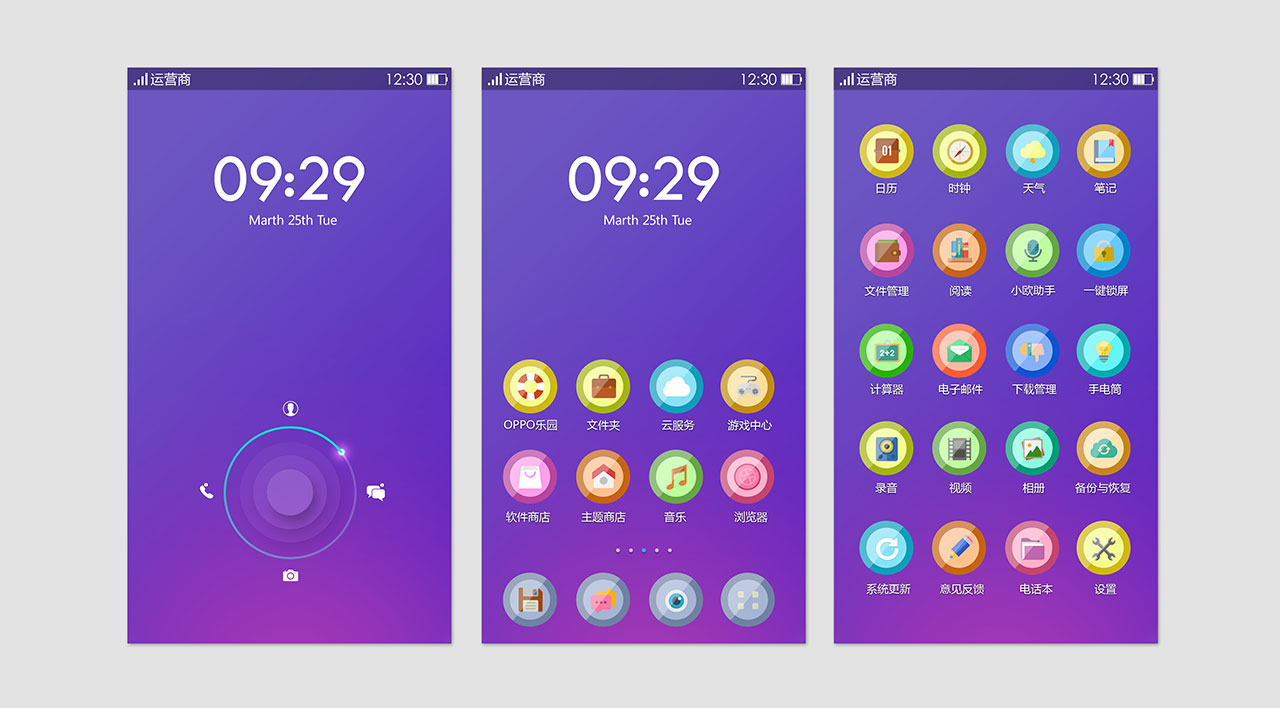 运营商 12:30
09:29
Marth 25th Tue
运营商 12:30
09:29
Marth 25th Tue
OPPO乐园 文件夹 云服务 游戏中心
软件商店 主题商店 音乐 浏览器
运营商 12:30
01
日历 时钟 天气 笔记
文件管理 阅读 小欧助手 一键锁屏
2+2
计算器 电子邮件 下载管理 手电筒
录音 视频 相册 备份与恢复
系统更新 意见反馈 电话本 设置